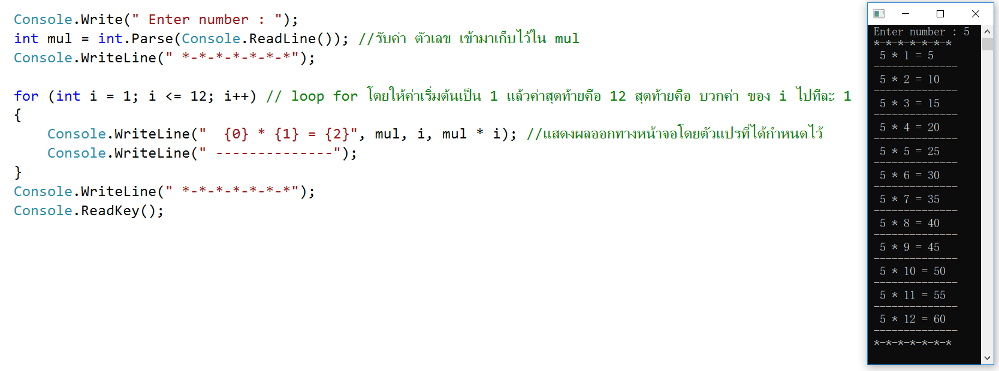 Console.Write(" Enter number : ");
int mul = int.Parse(Console.ReadLine()); //รับค่า ตัวเลข เข้ามาเก็บไว้ใน mul
Console.WriteLine(" *-*-*-*-*-*-*");
for (int i = 1; i <= 12; i++) // loop for โดยให้ค่าเริ่มต้นเป็น 1 แล้วค่าสุดท้ายคือ 12 สุดท้ายคือ บวกค่า ของ i ไปทีละ 1
{
    Console.WriteLine("  {0} * {1} = {2}", mul, i, mul * i); //แสดงผลออกทางหน้าจอโดยตัวแปรที่ได้กำหนดไว้
    Console.WriteLine(" --------------");
}
Console.WriteLine(" *-*-*-*-*-*-*");
Console.ReadKey();
Enter number : 5
*-*-*-*-*-*-*
5 * 1 = 5
--------------
5 * 2 = 10
--------------
5 * 3 = 15
--------------
5 * 4 = 20
--------------
5 * 5 = 25
--------------
5 * 6 = 30
--------------
5 * 7 = 35
--------------
5 * 8 = 40
--------------
5 * 9 = 45
--------------
5 * 10 = 50
--------------
5 * 11 = 55
--------------
5 * 12 = 60
--------------
*-*-*-*-*-*-*